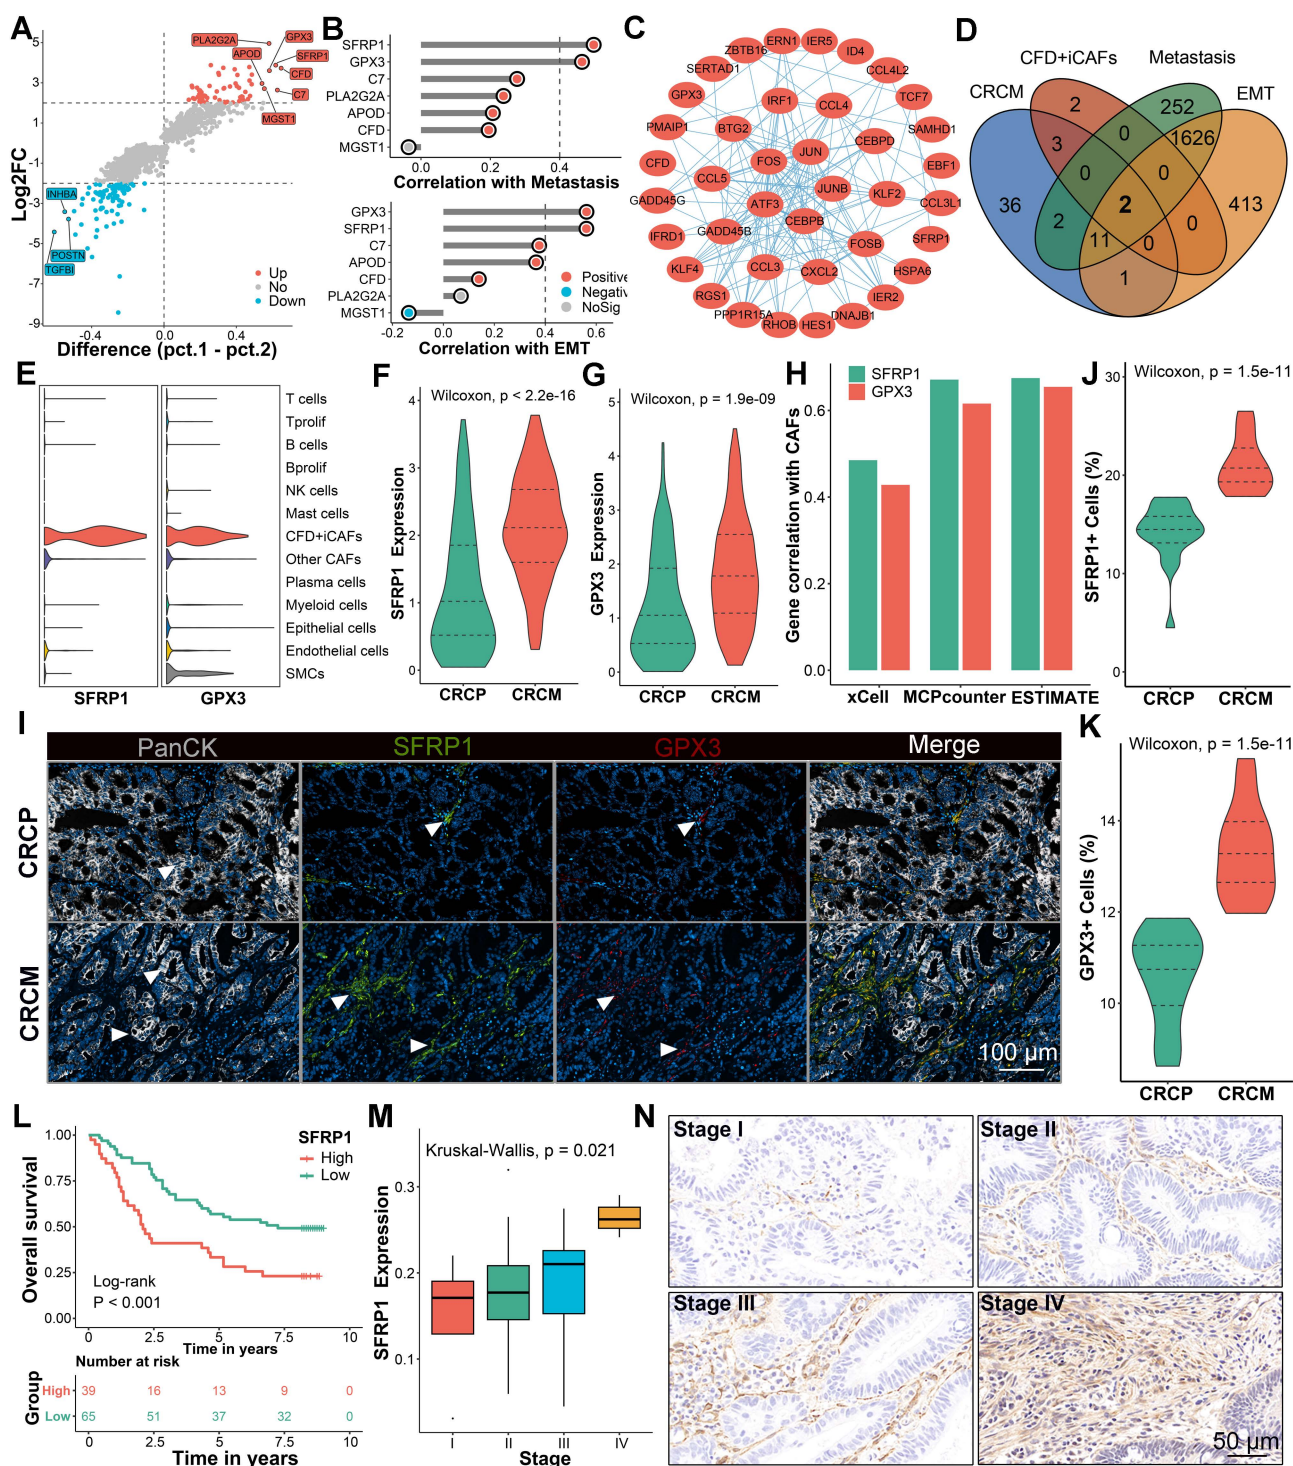 A
5
3
1
-1
-3
-5
-7
-9
Log2FC
PLA2G2A
GPX3
APOD
SFRP1
CFD
C7
MGST1
INHBA
POSTN
TGFBI
Up
No
Down
-0.4
0.0
0.4
Difference (pct.1 - pct.2)
B
SFRP1
GPX3
C7
PLA2G2A
APOD
CFD
MGST1
0.0
0.2
0.4
Correlation with Metastasis
GPX3
SFRP1
C7
APOD
CFD
PLA2G2A
MGST1
Positive
Negativ
NoSig
-0.2
0.0
0.2
0.4
0.6
Correlation with EMT
C
ERN1
IER5
ZBTB16
ID4
SERTAD1
CCL4L2
GPX3
IRF1
CCL4
TCF7
PMAIP1
BTG2
CEBPD
SAMHD1
JUN
CFD
FOS
EBF1
CCL5
JUNB
KLF2
GADD45G
ATF3
CCL3L1
CEBPB
IFRD1
GADD45B
FOSB
SFRP1
KLF4
CCL3
CXCL2
HSPA6
RGS1
IER2
PPP1R15A
RHOB
HES1
DNAJB1
D
CFD+iCAFs
Metastasis
CRCM
EMT
2
252
3
0
1626
0
0
36
2
2
0
413
11
0
1
E
T cells
Tprolif
B cells
Bprolif
NK cells
Mast cells
CFD+iCAFs
Other CAFs
Plasma cells
Myeloid cells
Epithelial cells
Endothelial cells
SMCs
SFRP1
GPX3
F
Wilcoxon, p < 2.2e-16
4
3
2
1
0
SFRP1 Expression
CRCP
CRCM
G
Wilcoxon, p = 1.9e-09
5
4
3
2
1
0
GPX3 Expression
CRCP
CRCM
H
SFRP1
GPX3
0.6
0.4
0.2
0.0
Gene correlation with CAFs
xCell
MCPcounter
ESTIMATE
J
Wilcoxon, p = 1.5e-11
30
20
10
0
SFRP1+ Cells (%)
CRCP
CRCM
I
PanCK
SFRP1
GPX3
Merge
CRCP
CRCM
100 μm
K
Wilcoxon, p = 1.5e-11
14
12
10
GPX3+ Cells (%)
CRCP
CRCM
L
1.00
0.75
0.50
0.25
0.00
Overall survival
SFRP1
High
Low
Log-rank
P < 0.001
0
2.5
5
7.5
10
Time in years
Number at risk
Group
High
39
16
13
9
0
Low
65
51
37
32
0
0
2.5
5
7.5
10
Time in years
M
Kruskal-Wallis, p = 0.021
0.3
0.2
0.1
SFRP1 Expression
I
II
III
IV
Stage
N
Stage I
Stage II
Stage III
Stage IV
50 μm